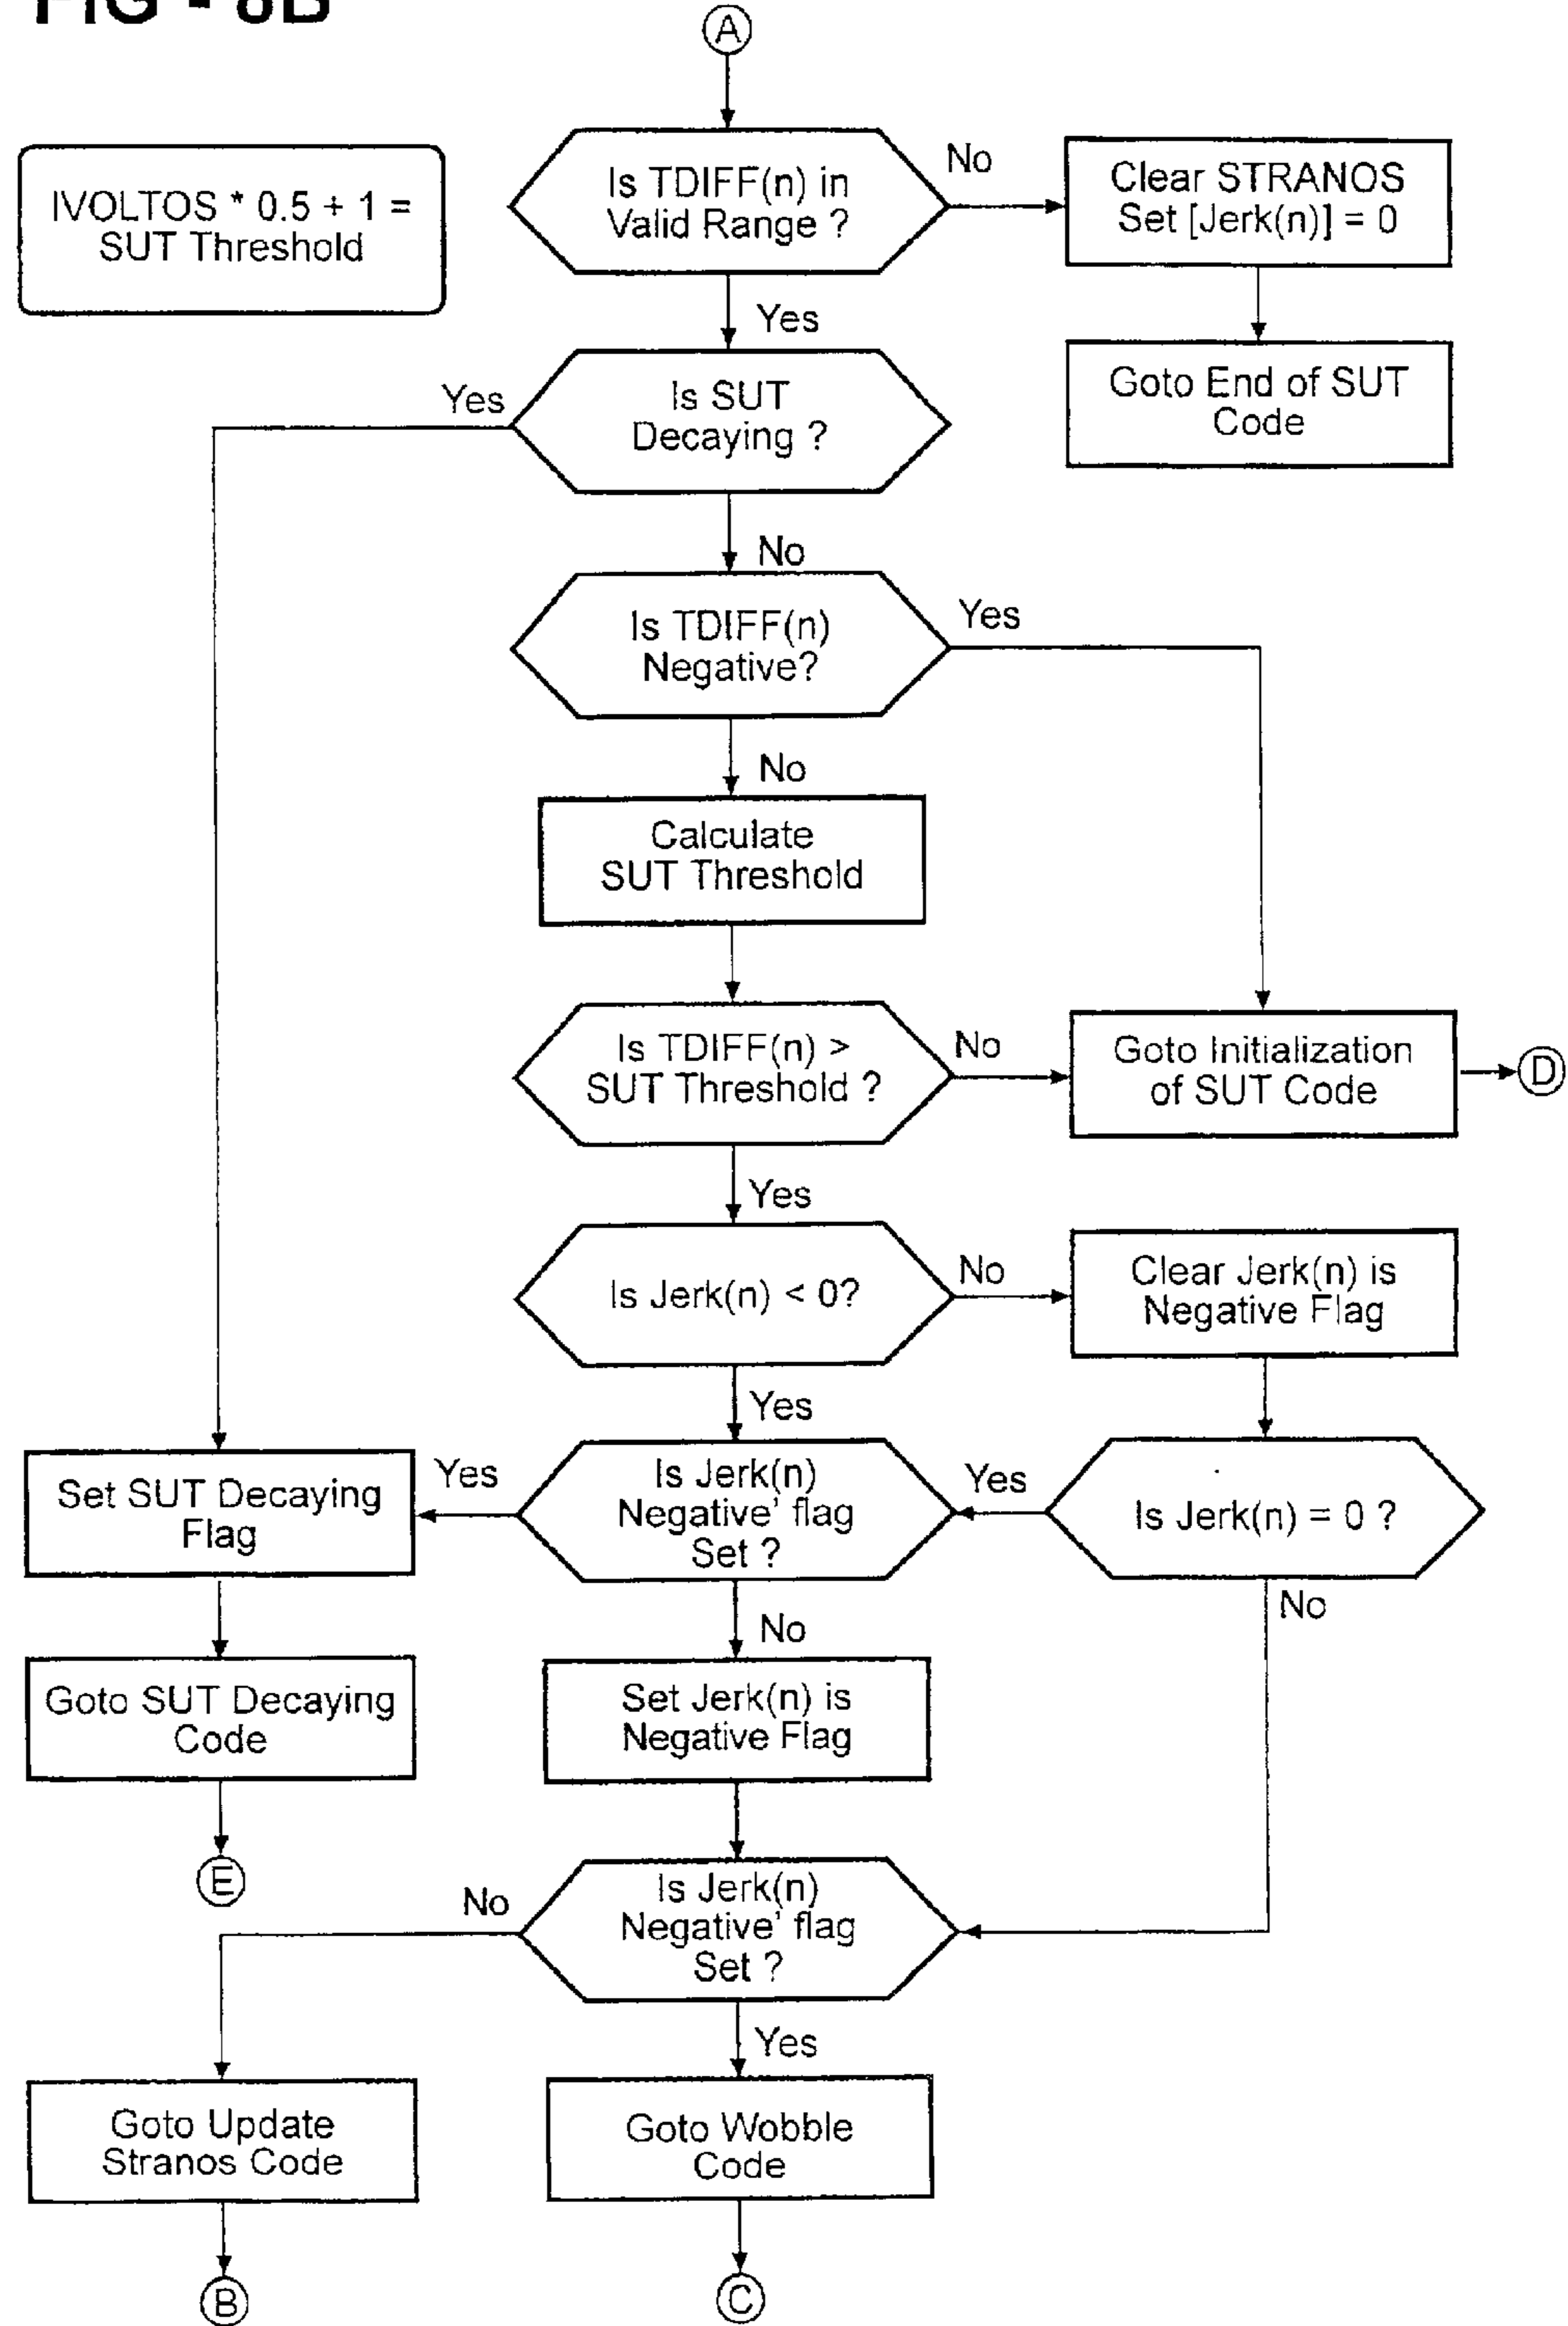 FIG - 8B
A
IVOLTOS * 0.5 + 1 =
SUT Threshold
Is TDIFF(n) in
Valid Range ?
No
Clear STRANOS
Set [Jerk(n)] = 0
Yes
Goto End of SUT
Code
Yes
Is SUT
Decaying ?
No
Is TDIFF(n)
Negative?
Yes
No
Calculate
SUT Threshold
Is TDIFF(n) >
SUT Threshold ?
No
Goto Initialization
of SUT Code
D
Yes
Is Jerk(n) < 0?
No
Clear Jerk(n) is
Negative Flag
Yes
Set SUT Decaying
Flag
Yes
Is Jerk(n)
Negative' flag
Set ?
Yes
Is Jerk(n) = 0 ?
No
No
Goto SUT Decaying
Code
Set Jerk(n) is
Negative Flag
E
No
Is Jerk(n)
Negative' flag
Set ?
Yes
Goto Update
Stranos Code
Goto Wobble
Code
B
C